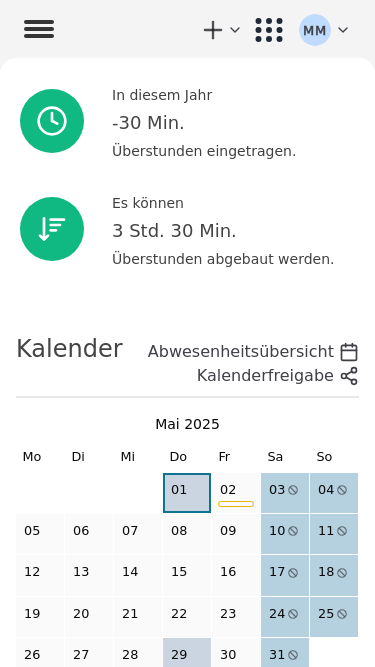 MM
In diesem Jahr
-30 Min.
Überstunden eingetragen.
Es können
3 Std. 30 Min.
Überstunden abgebaut werden.
Kalender
Abwesenheitsübersicht
Kalenderfreigabe
Mai 2025
Mo Di Mi Do Fr Sa So
01 02 03 04
05 06 07 08 09 10 11
12 13 14 15 16 17 18
19 20 21 22 23 24 25
26 27 28 29 30 31